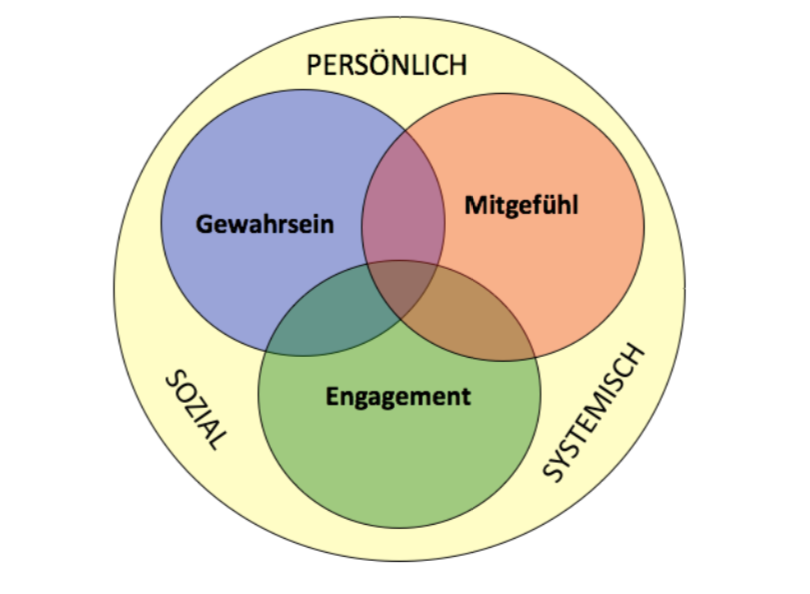 PERSÖNLICH
Gewahrsein
Mitgefühl
Engagement
SOZIAL
SYSTEMISCH